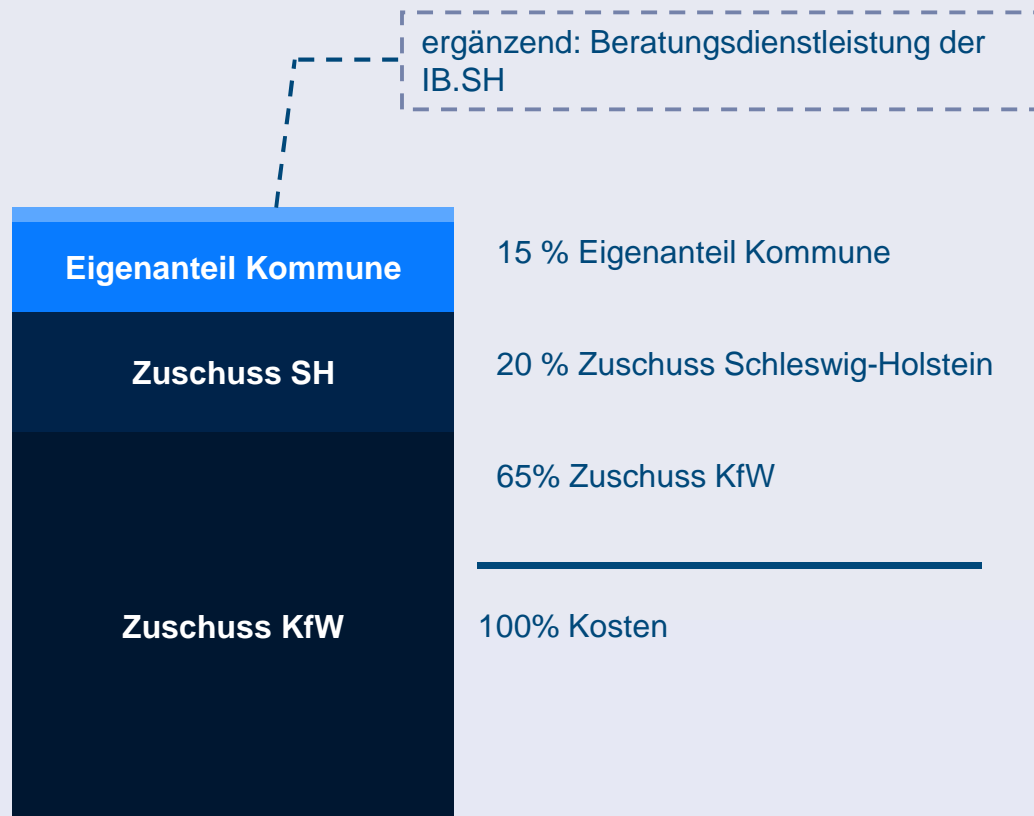 ergänzend: Beratungsdienstleistung der
IB.SH
Eigenanteil Kommune
15 % Eigenanteil Kommune
Zuschuss SH
20 % Zuschuss Schleswig-Holstein
65% Zuschuss KfW
Zuschuss KfW
100% Kosten